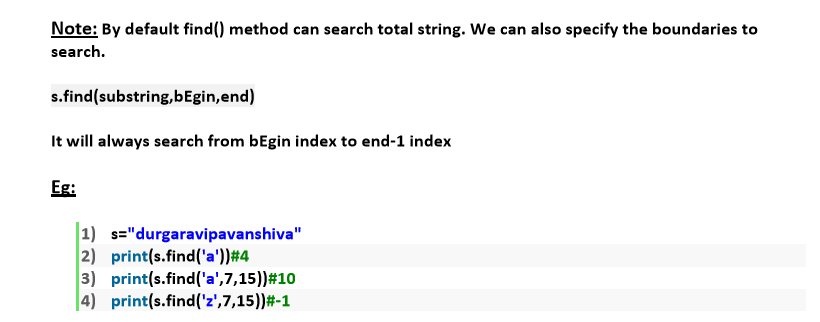 Note: By default find() method can search total string. We can also specify the boundaries to
search.
s.find(substring,bEgin,end)
It will always search from bEgin index to end-1 index
Eg:
1) s="durgaravipavanshiva"
2) print(s.find('a'))#4
3) print(s.find('a',7,15))#10
4) print(s.find('z',7,15))#-1